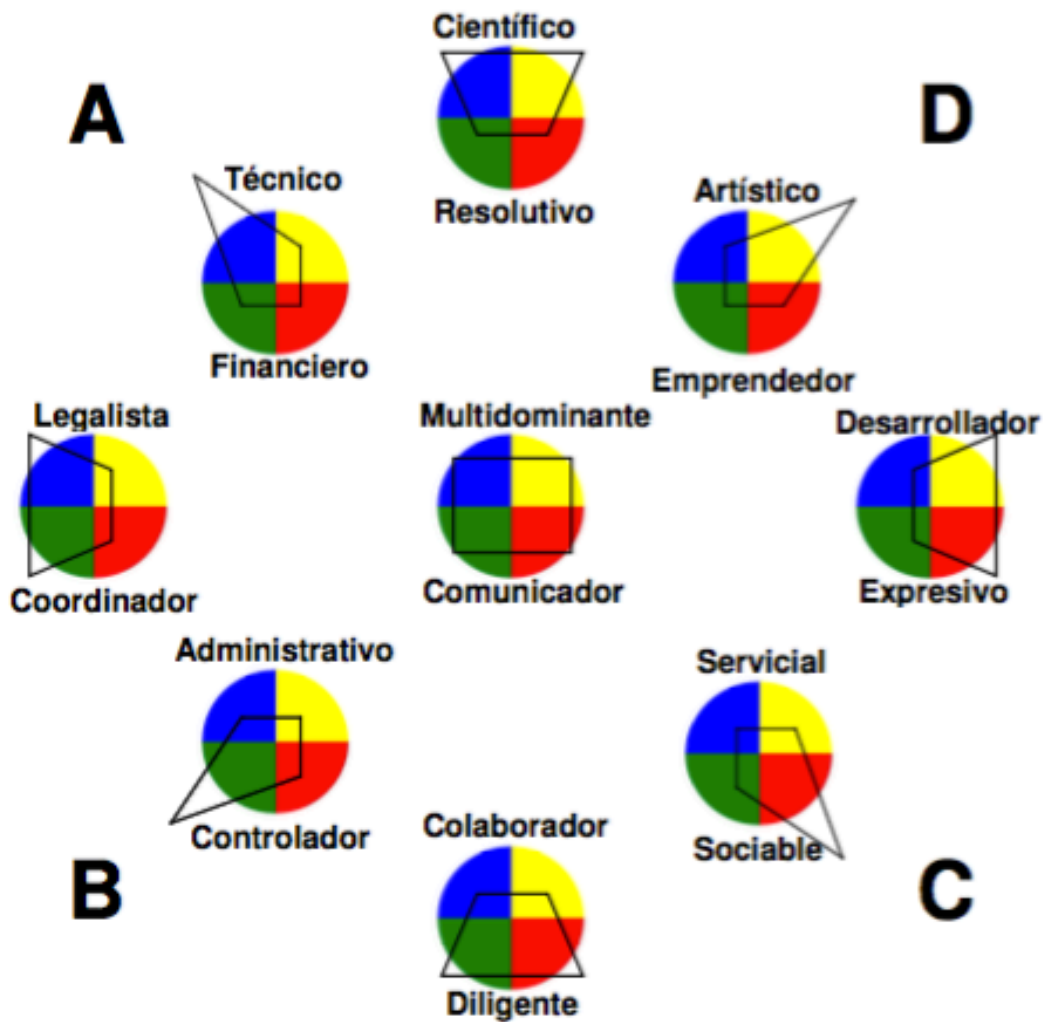 Científico
A
D
Técnico
Artístico
Resolutivo
Financiero
Emprendedor
Legalista
Multidominante
Desarrollador
Coordinador
Comunicador
Expresivo
Administrativo
Servicial
Controlador
Colaborador
Sociable
B
C
Diligente